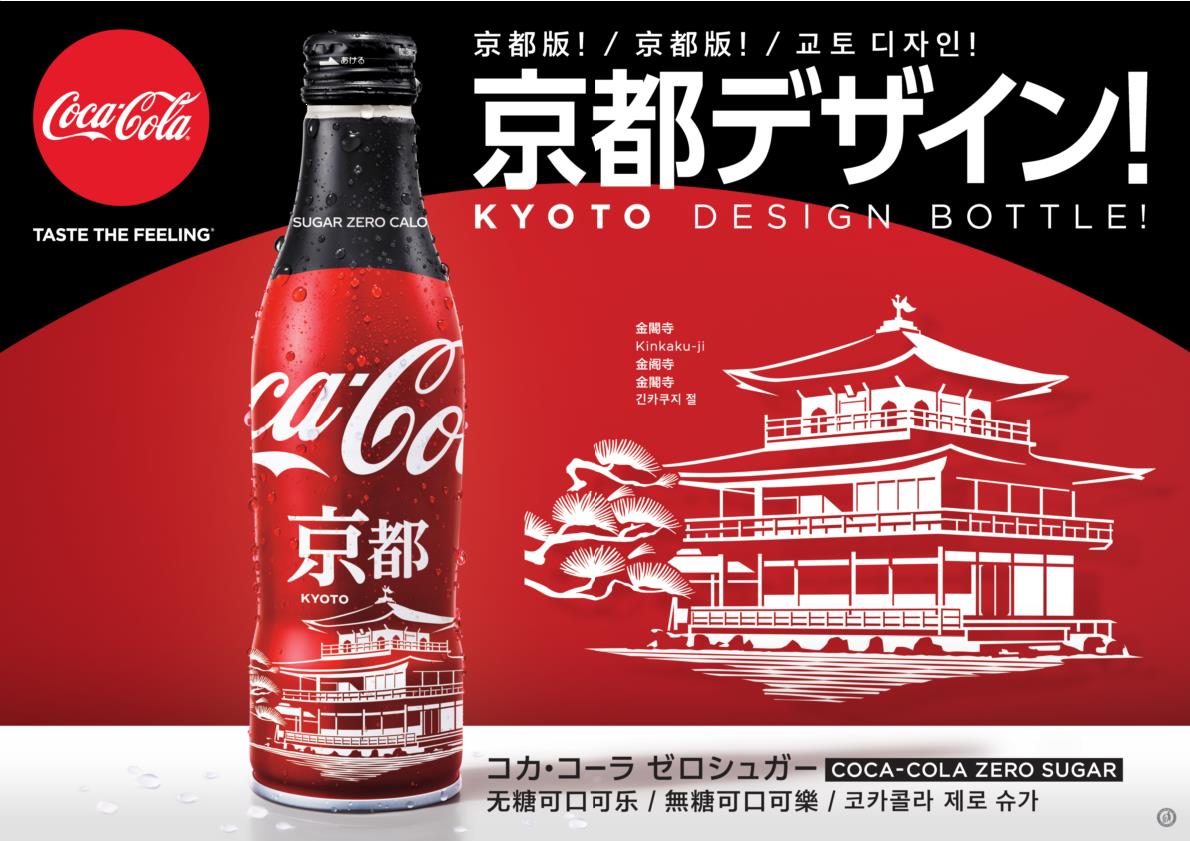 Coca-Cola
TASTE THE FEELING
京都版! / 京都版! / 교토 디자인!
京都デザイン!
KYOTO DESIGN BOTTLE!
あける
SUGAR ZERO CALO
ca-Co
京都
KYOTO
金閣寺
Kinkaku-ji
金阁寺
金閣寺
긴카쿠지 절
コカ・コーラ ゼロシュガー COCA-COLA ZERO SUGAR
无糖可口可乐 / 無糖可口可樂 / 코카콜라 제로 슈가